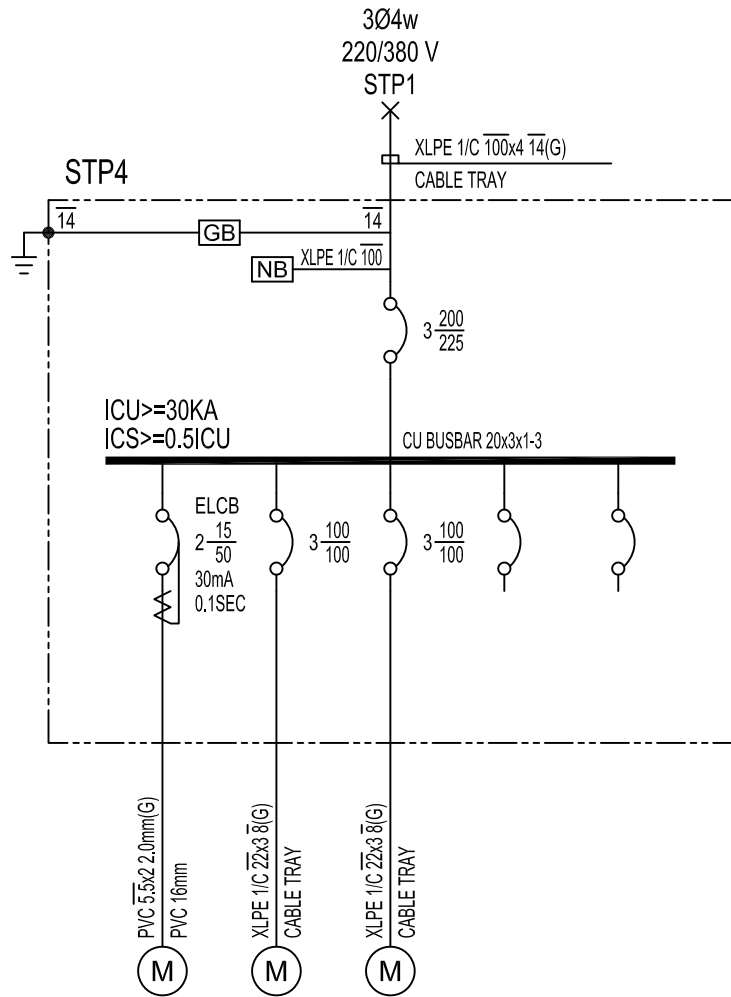 3Ø4w
220/380 V
STP1
XLPE 1/C 100x4 14(G)
CABLE TRAY
STP4
14
GB
14
NB
XLPE 1/C 100
3 200
225
ICU>=30KA
ICS>=0.5ICU
CU BUSBAR 20x3x1-3
ELCB
2 15
50
30mA
0.1SEC
3 100
100
3 100
100
PVC 5.5x2 2.0mm(G)
PVC 16mm
XLPE 1/C 22x3 8(G)
CABLE TRAY
XLPE 1/C 22x3 8(G)
CABLE TRAY
M
M
M